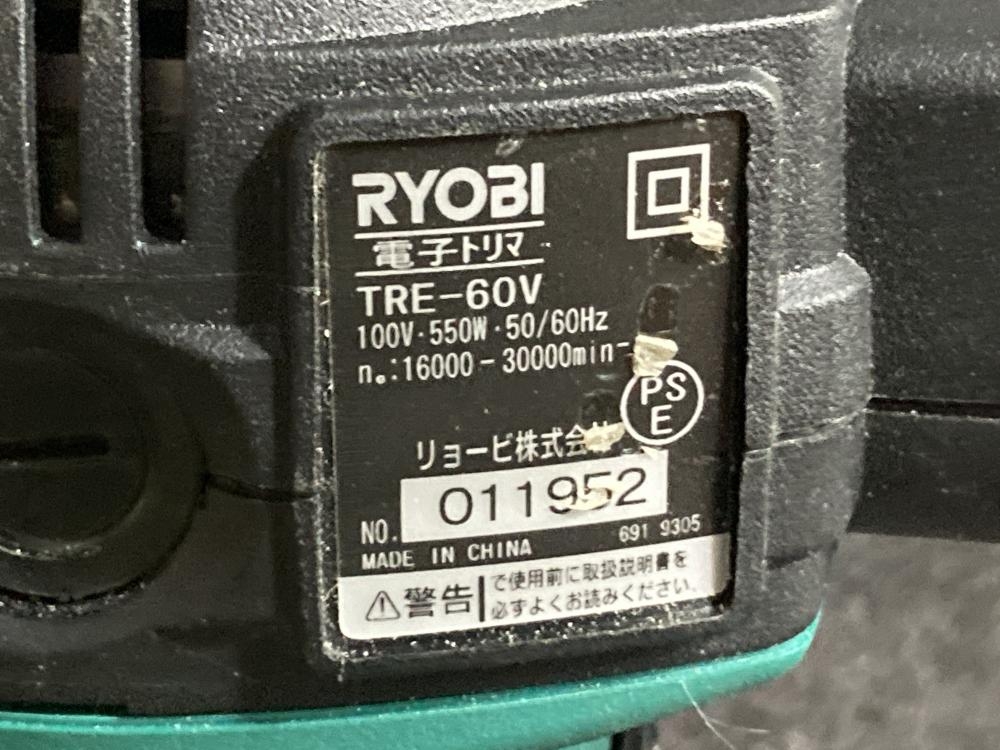 RYOBI
電子トリマ
TRE-60V
100V·550W·50/60Hz
n₀:16000-30000min⁻
PS
E
リョービ株式会
NO. 011952
MADE IN CHINA 691 9305
警告 ご使用前に取扱説明書を
必ずよくお読みください。